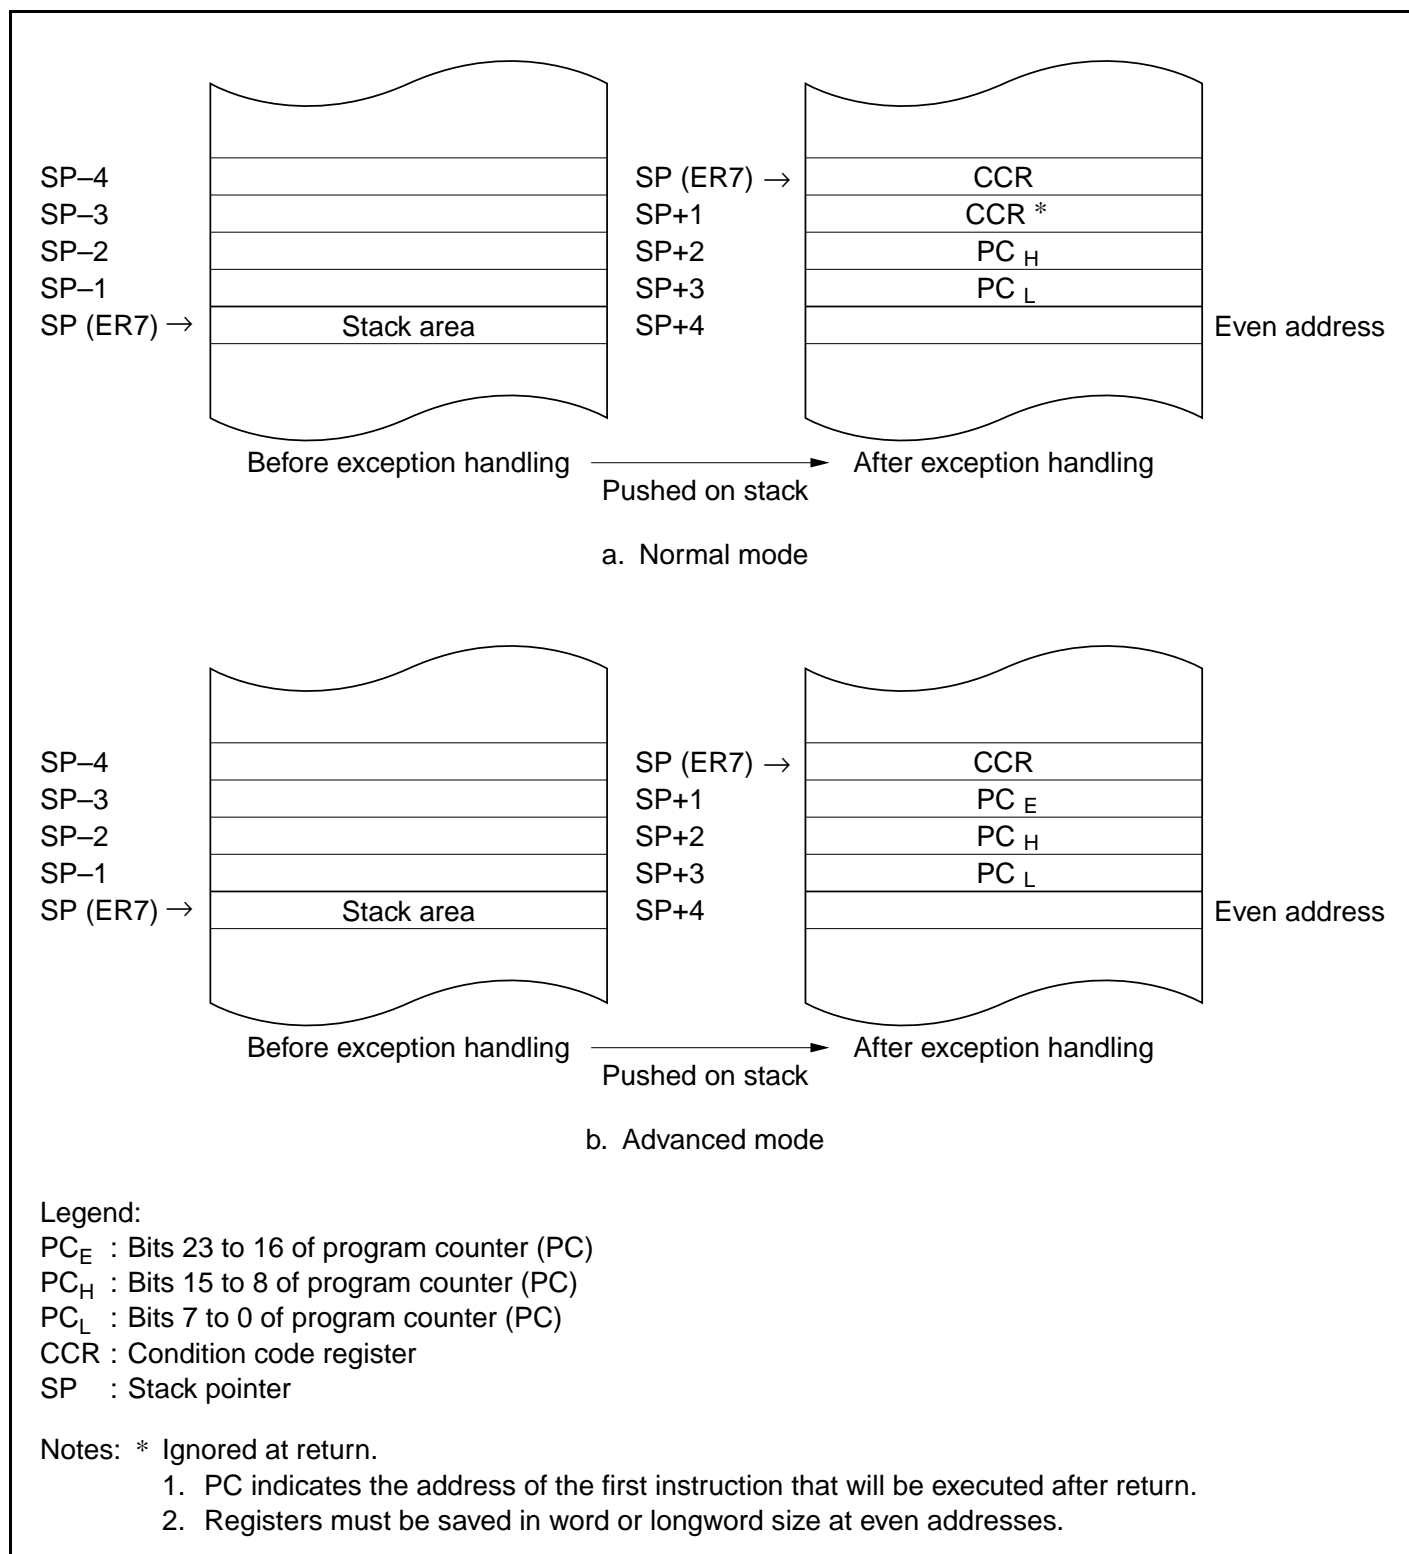 SP–4 SP (ER7) → CCR
SP–3 SP+1 CCR *
SP–2 SP+2 PC H
SP–1 SP+3 PC L
SP (ER7) → Stack area SP+4 Even address
Before exception handling After exception handling
Pushed on stack
a. Normal mode
SP–4 SP (ER7) → CCR
SP–3 SP+1 PC E
SP–2 SP+2 PC H
SP–1 SP+3 PC L
SP (ER7) → Stack area SP+4 Even address
Before exception handling After exception handling
Pushed on stack
b. Advanced mode
Legend:
PCE : Bits 23 to 16 of program counter (PC)
PCH : Bits 15 to 8 of program counter (PC)
PCL : Bits 7 to 0 of program counter (PC)
CCR : Condition code register
SP : Stack pointer
Notes: * Ignored at return.
1. PC indicates the address of the first instruction that will be executed after return.
2. Registers must be saved in word or longword size at even addresses.